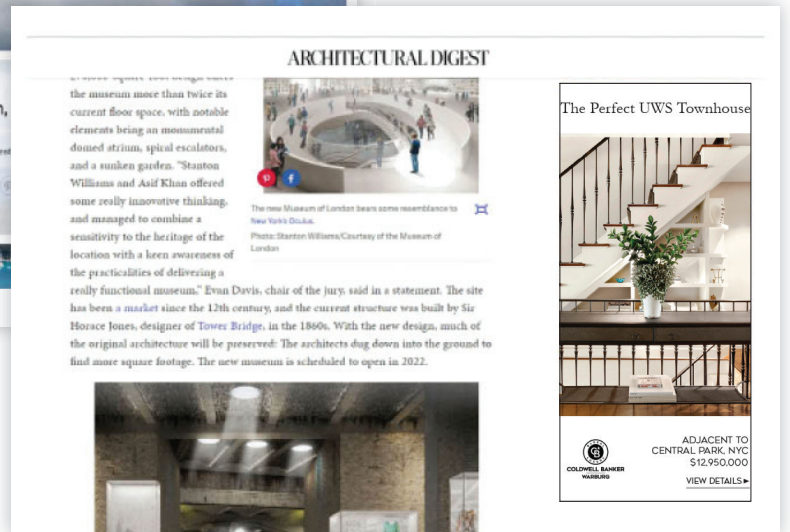 ARCHITECTURAL DIGEST
the museum more than twice its
current floor space, with notable
elements being an monumental
domed atrium, spiral escalators,
and a sunken garden. "Stanton
Williams and Asif Khan offered
some really innovative thinking,
and managed to combine a
sensitivity to the heritage of the
location with a keen awareness of
the practicalities of delivering a
really functional museum," Evan Davis, chair of the jury, said in a statement. The site
has been a market since the 12th century, and the current structure was built by Sir
Horace Jones, designer of Tower Bridge, in the 1860s. With the new design, much of
the original architecture will be preserved: The architects dug down into the ground to
find more square footage. The new museum is scheduled to open in 2022.
The new Museum of London bears some resemblance to
New York's Oculus.
Photo: Stanton Williams/Courtesy of the Museum of
London
The Perfect UWS Townhouse
COLDWELL BANKER
WARBURG
ADJACENT TO
CENTRAL PARK, NYC
$12,950,000
VIEW DETAILS